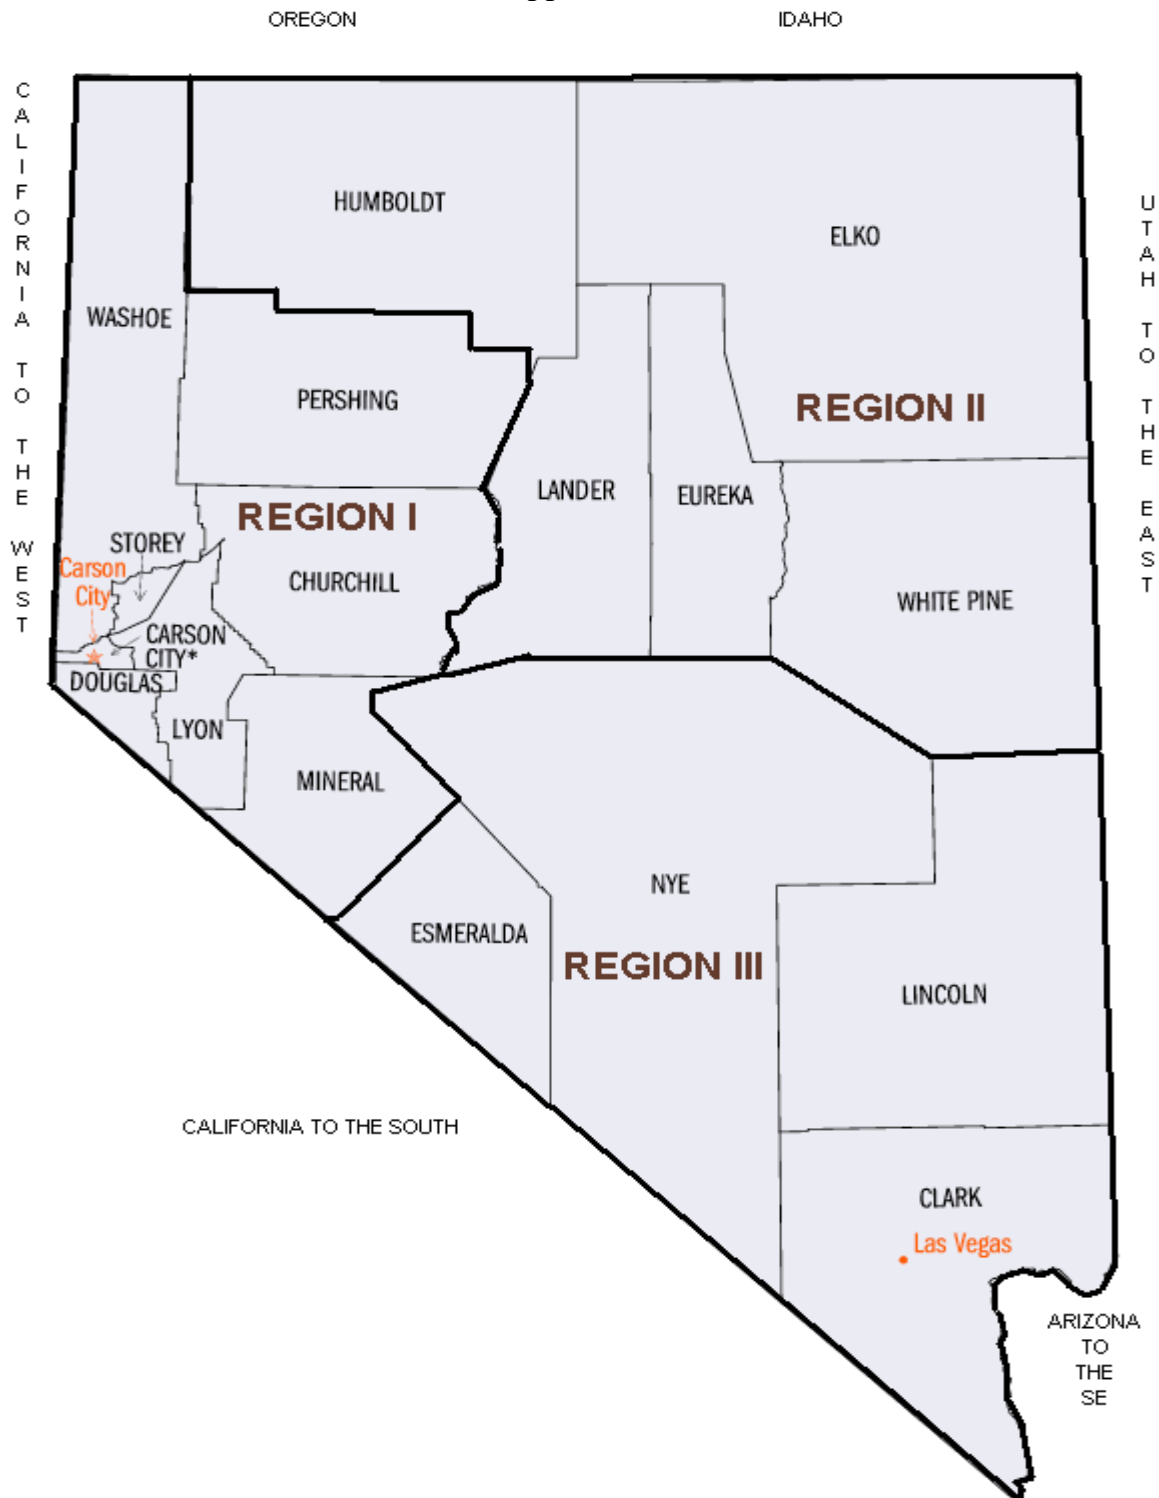 OREGON
IDAHO
CALIFORNIA TO THE WEST
UTAH TO THE EAST
HUMBOLDT
ELKO
WASHOE
PERSHING
REGION II
LANDER
EUREKA
REGION I
STOREY
Carson
City
CHURCHILL
WHITE PINE
CARSON
CITY*
DOUGLAS
LYON
MINERAL
NYE
ESMERALDA
REGION III
LINCOLN
CALIFORNIA TO THE SOUTH
CLARK
Las Vegas
ARIZONA
TO
THE
SE